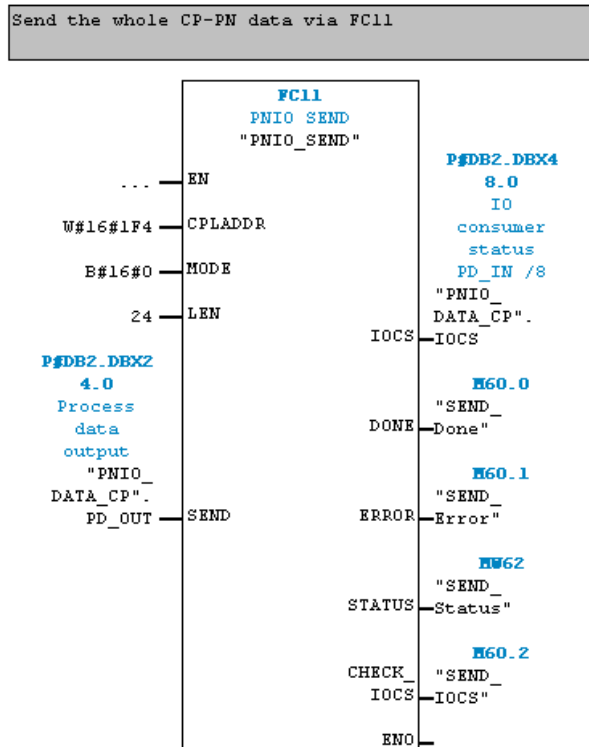 Send the whole CP-PN data via FC11
FC11
PNIO SEND
"PNIO_SEND"
... EN
W#16#1F4 CPLADDR
B#16#0 MODE
24 LEN
P#DB2.DBX2
4.0
Process
data
output
"PNIO_
DATA_CP".
PD_OUT SEND
P#DB2.DBX4
8.0
IO
consumer
status
PD_IN /8
"PNIO_
DATA_CP".
IOCS IOCS
M60.0
"SEND_
DONE Done"
M60.1
"SEND_
ERROR Error"
MW62
"SEND_
STATUS Status"
M60.2
CHECK_ "SEND_
IOCS IOCS"
ENO